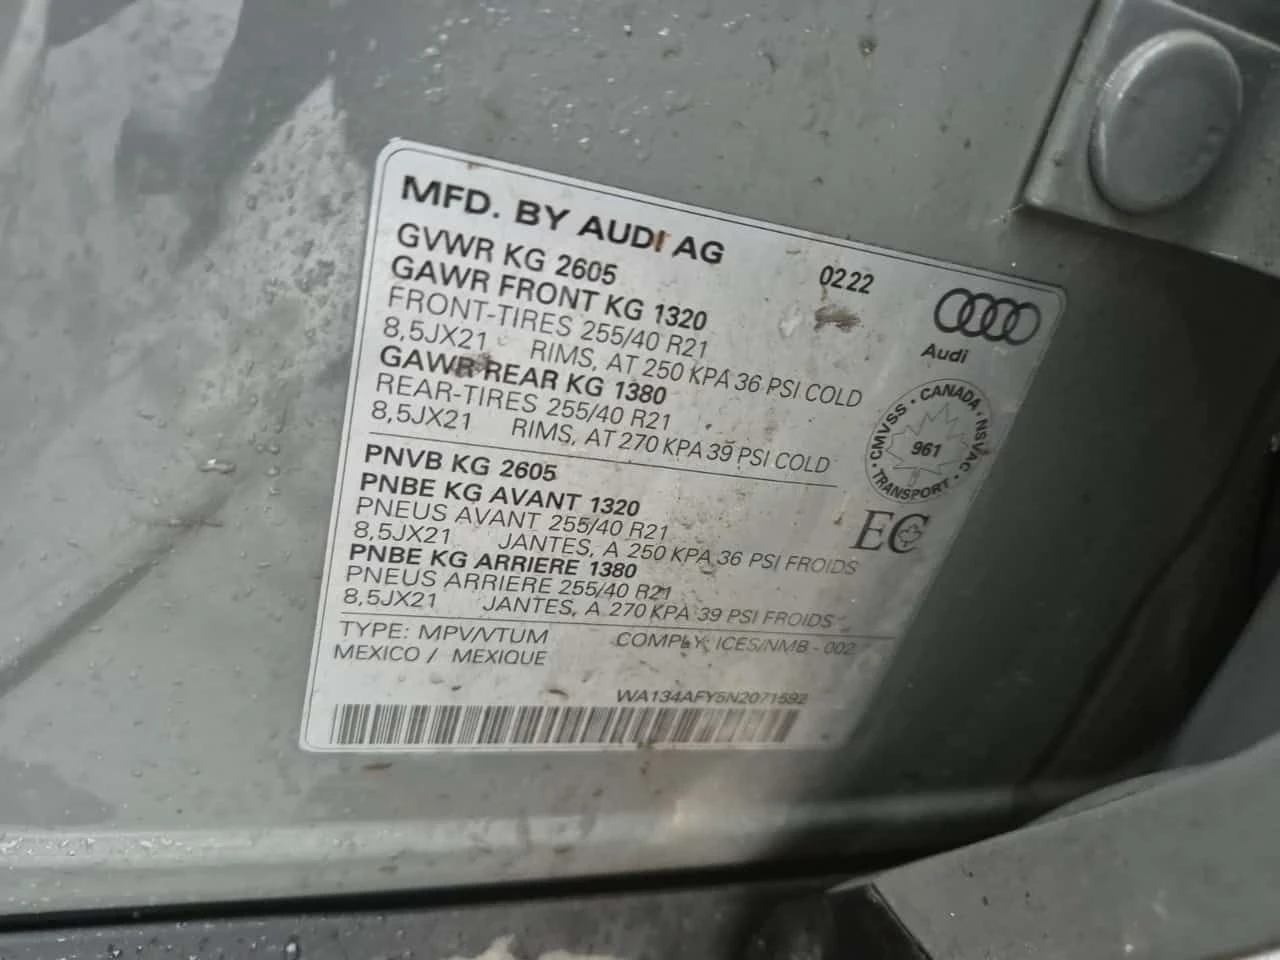 MFD. BY AUDI AG
0222
GVWR KG 2605
GAWR FRONT KG 1320
FRONT-TIRES 255/40 R21
8,5JX21 RIMS, AT 250 KPA 36 PSI COLD
GAWR REAR KG 1380
REAR-TIRES 255/40 R21
8,5JX21 RIMS, AT 270 KPA 39 PSI COLD
Audi
CMVSS • CANADA • NSVAC • TRANSPORT •
961
EC
PNVB KG 2605
PNBE KG AVANT 1320
PNEUS AVANT 255/40 R21
8,5JX21 JANTES, A 250 KPA 36 PSI FROIDS
PNBE KG ARRIERE 1380
PNEUS ARRIERE 255/40 R21
8,5JX21 JANTES, A 270 KPA 39 PSI FROIDS
TYPE: MPV/VTUM COMPLY: ICES/NMB - 002
MEXICO / MEXIQUE
WA134AFY5N2071592